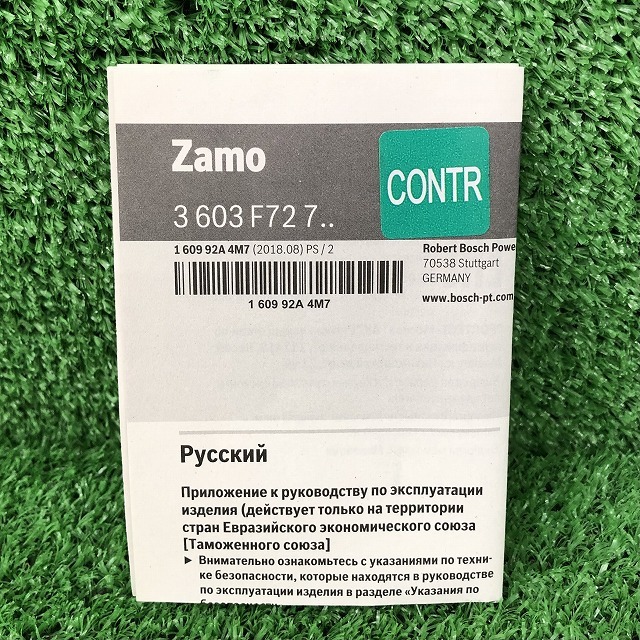 Zamo
CONTR
3 603 F72 7..
1 609 92A 4M7 (2018.08) PS / 2
1 609 92A 4M7
Robert Bosch Powe
70538 Stuttgart
GERMANY
www.bosch-pt.com
Русский
Приложение к руководству по эксплуатации
изделия (действует только на территории
стран Евразийского экономического союза
[Таможенного союза]
► Внимательно ознакомьтесь с указаниями по техни-
ке безопасности, которые находятся в руководстве
по эксплуатации изделия в разделе «Указания по